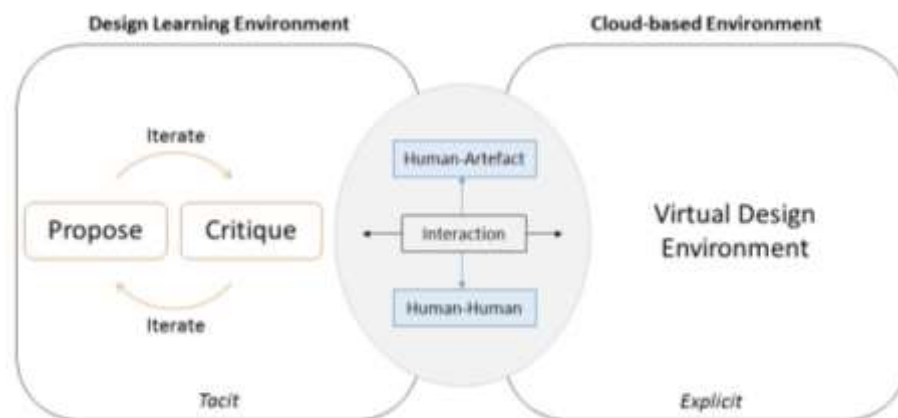 Design Learning Environment
Cloud-based Environment
Iterate
Propose
Critique
Iterate
Tacit
Human-Artefact
Interaction
Human-Human
Virtual Design
Environment
Explicit